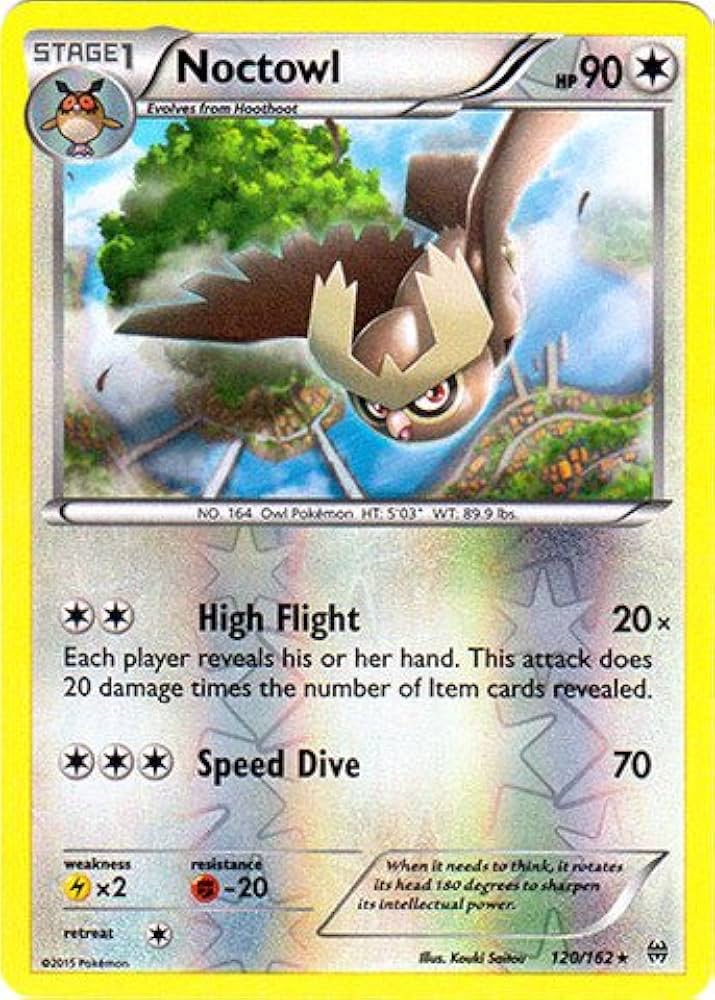 STAGE1
Noctowl
HP 90
Evolves from Hoothoot
NO. 164 Owl Pokémon HT: 5'03" WT: 89.9 lbs.
High Flight 20×
Each player reveals his or her hand. This attack does
20 damage times the number of Item cards revealed.
Speed Dive 70
weakness
×2
resistance
-20
retreat
When it needs to think, it rotates
its head 180 degrees to sharpen
its intellectual power.
©2015 Pokémon
Illus. Kouki Saitou
120/162 ★